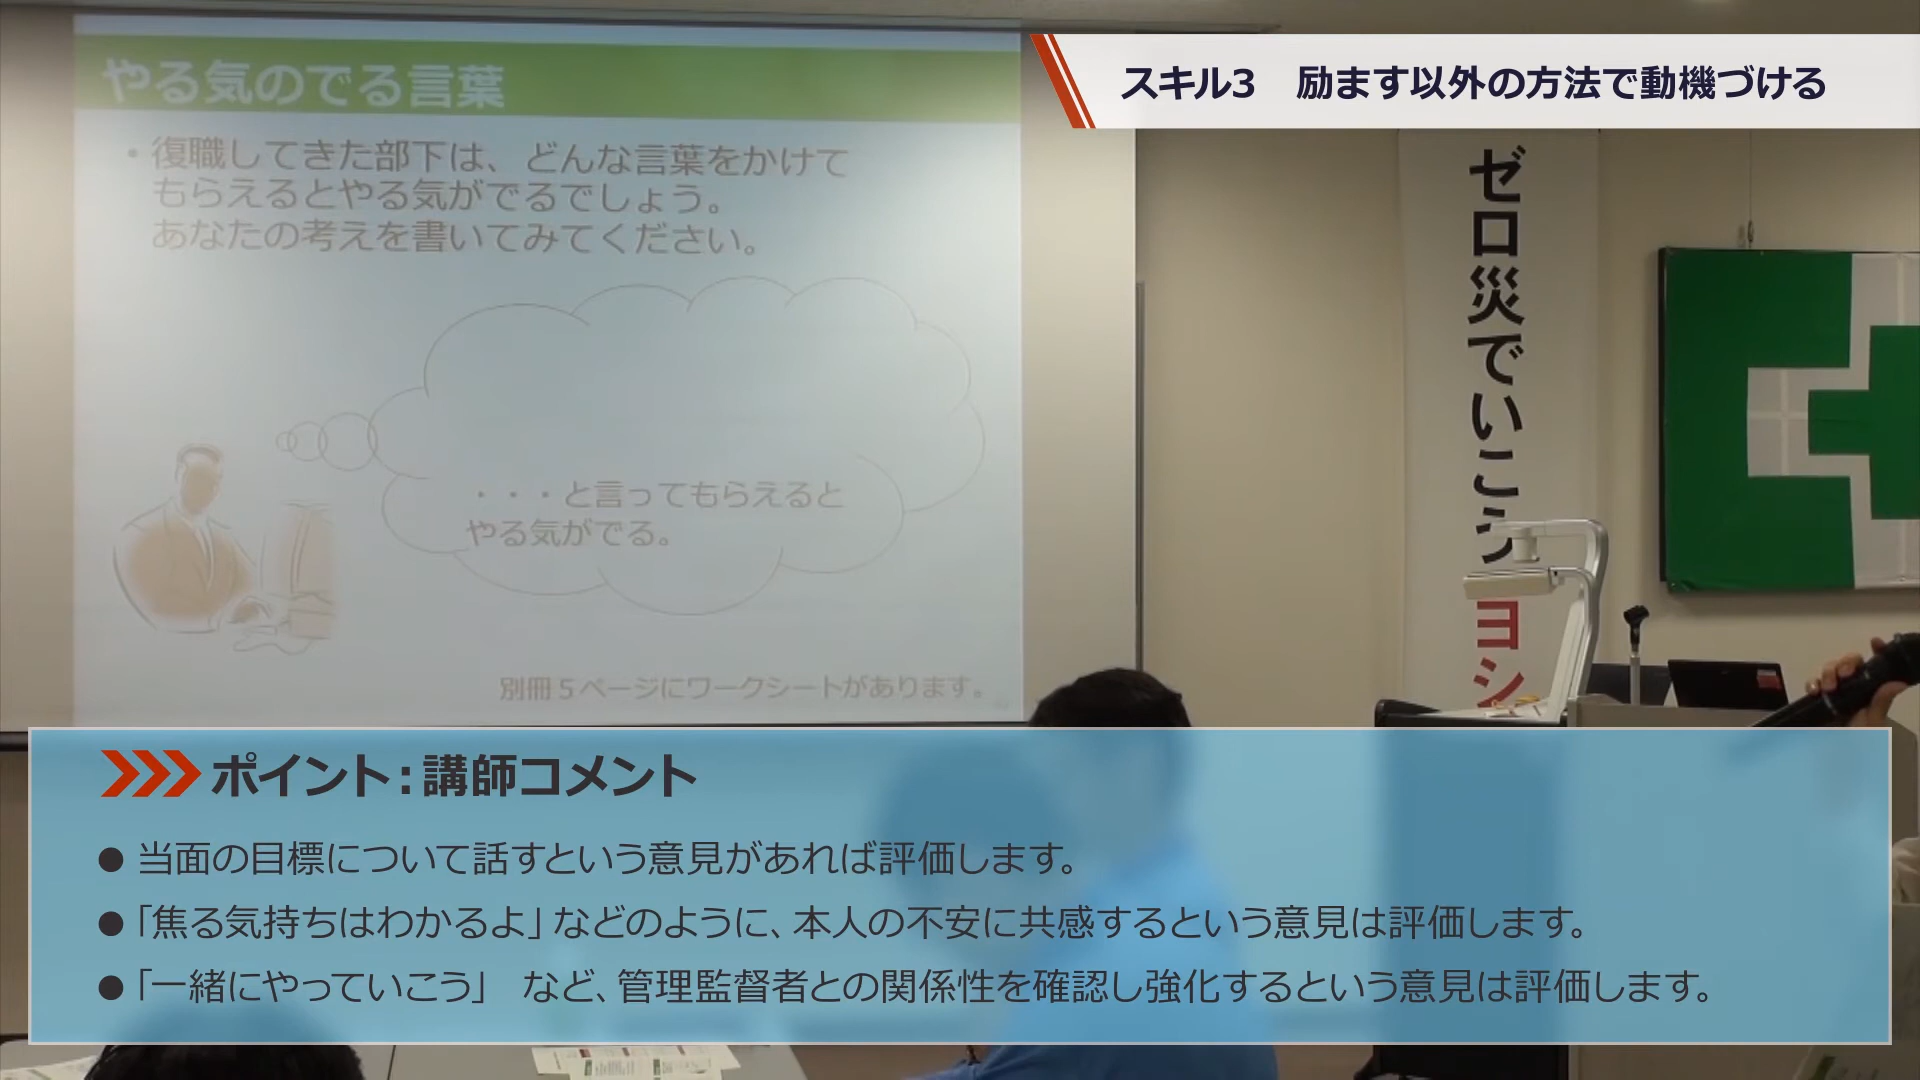 やる気のでる言葉
スキル3 励ます以外の方法で動機づける
・復職してきた部下は、どんな言葉をかけて
もらえるとやる気がでるでしょう。
あなたの考えを書いてみてください。
・・・と言ってもらえると
やる気がでる。
別冊5ページにワークシートがあります。
ゼロ災でいこう ヨシ
ポイント:講師コメント
● 当面の目標について話すという意見があれば評価します。
● 「焦る気持ちはわかるよ」などのように、本人の不安に共感するという意見は評価します。
● 「一緒にやっていこう」 など、管理監督者との関係性を確認し強化するという意見は評価します。